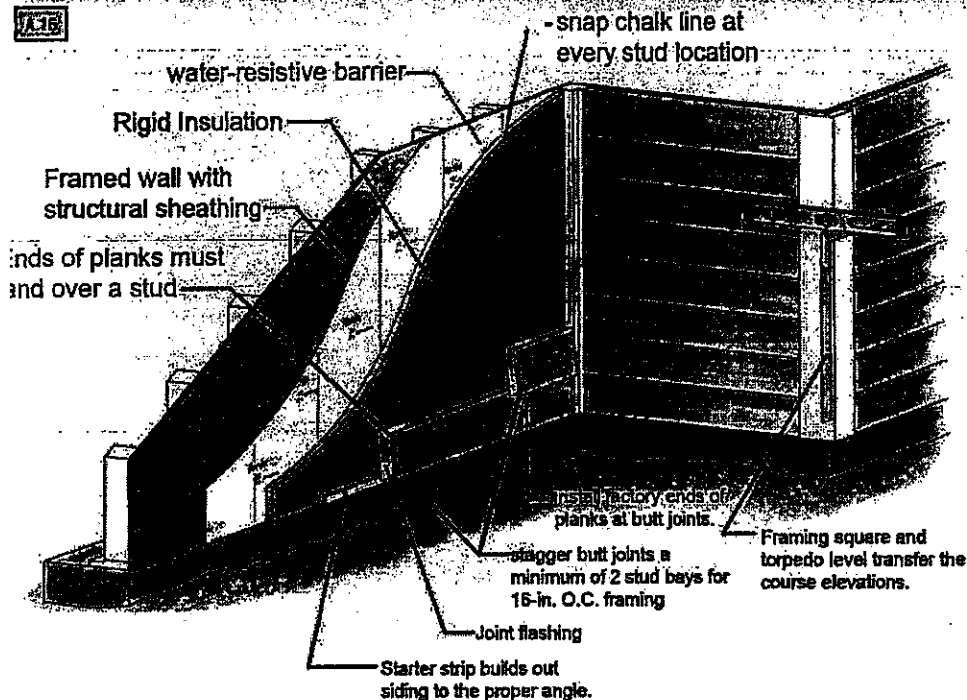 A.16
- snap chalk line at
every stud location
water-resistive barrier
Rigid Insulation
Framed wall with
structural sheathing
nds of planks must
and over a stud
install factory ends of
planks at butt joints.
stagger butt joints a
minimum of 2 stud bays for
16-in. O.C. framing
Framing square and
torpedo level transfer the
course elevations.
Joint flashing
Starter strip builds out
siding to the proper angle.